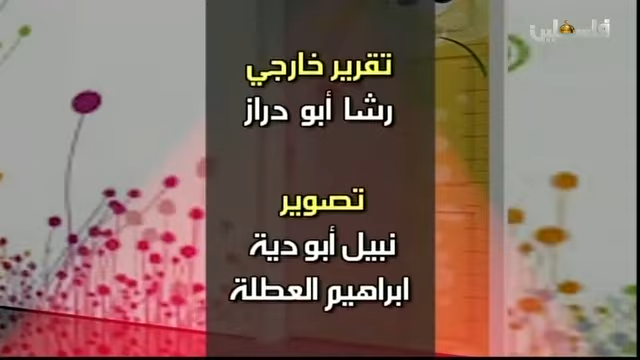 فلسطين
تقرير خارجي
رشا أبو دراز
تصوير
نبيل أبو دية
ابراهيم العطلة